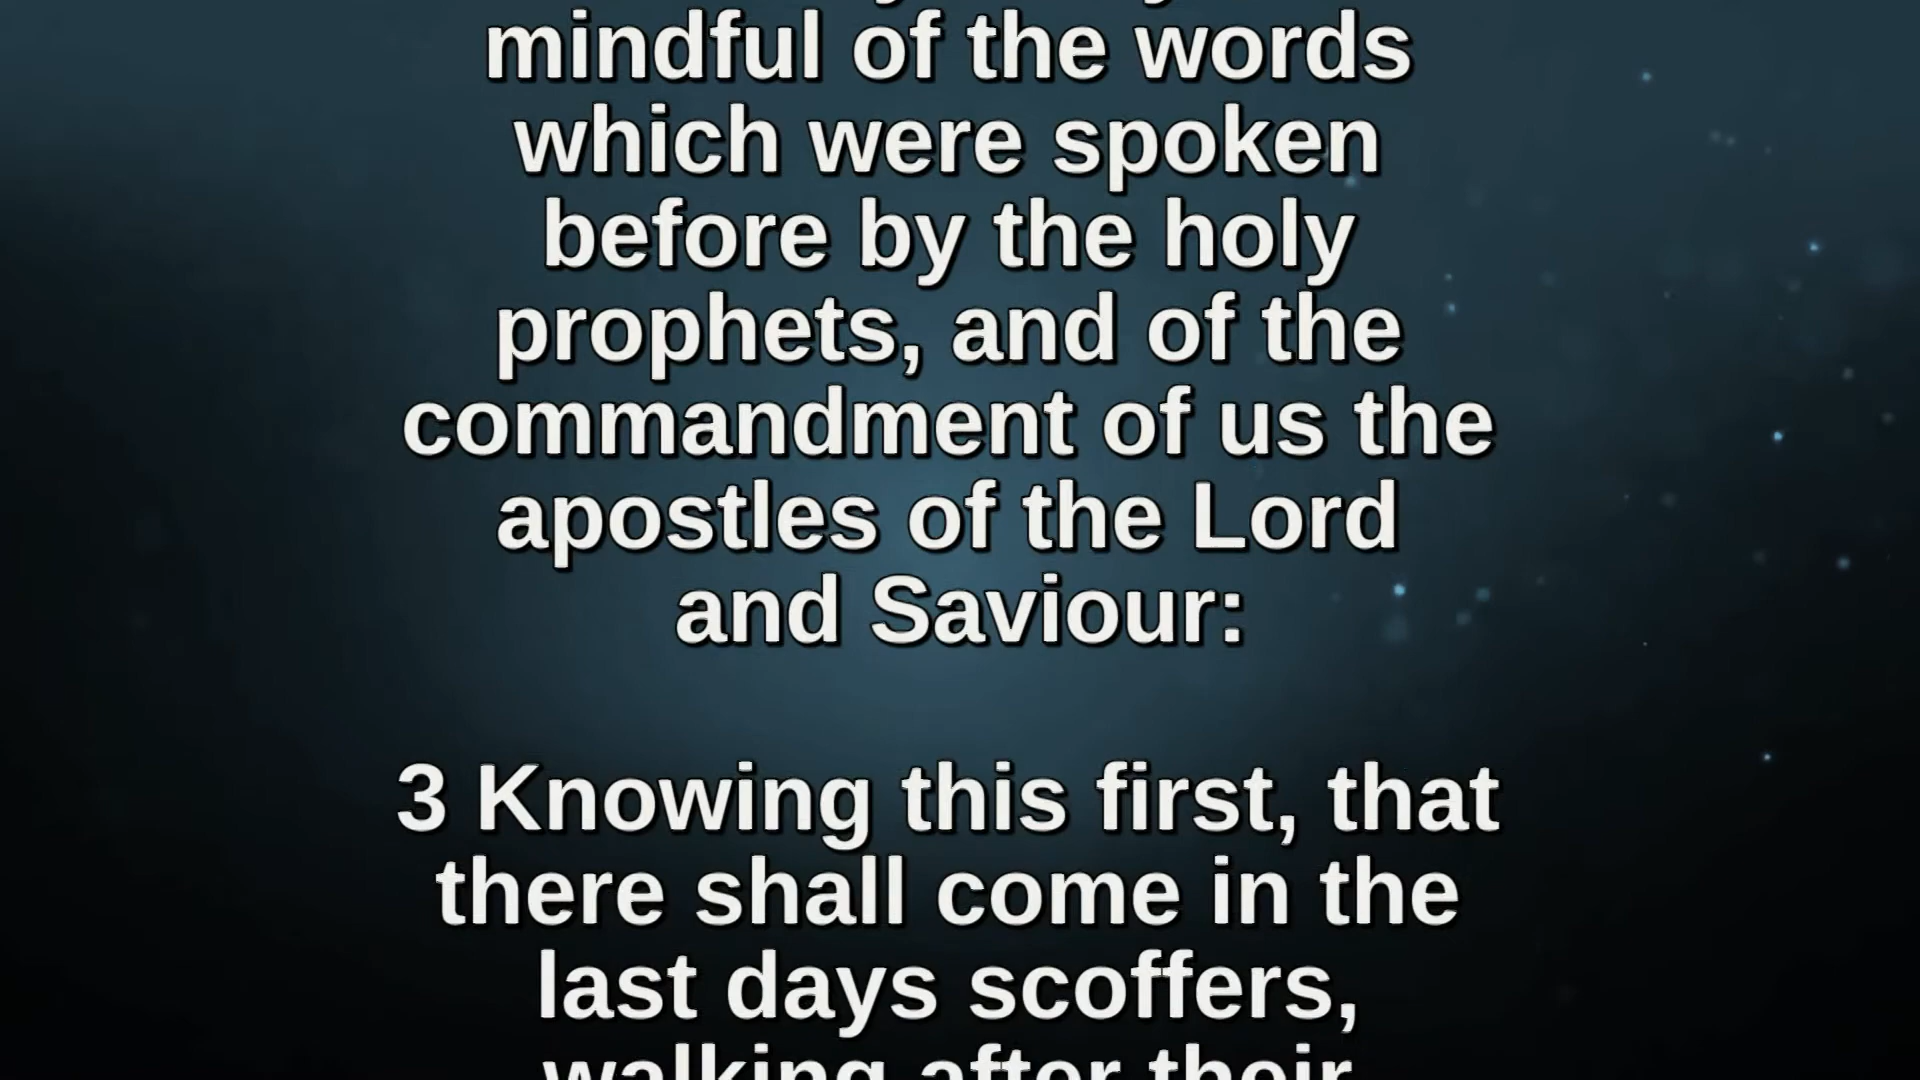 mindful of the words
which were spoken
before by the holy
prophets, and of the
commandment of us the
apostles of the Lord
and Saviour:
3 Knowing this first, that
there shall come in the
last days scoffers,
walking after their